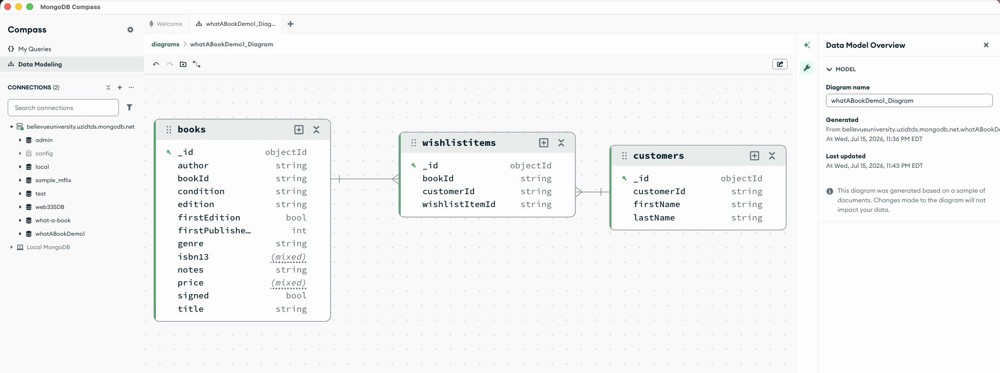 MongoDB Compass
Compass
{} My Queries
Data Modeling
CONNECTIONS (2)
Search connections
bellevueuniversity.uzidtds.mongodb.net
admin
config
local
sample_mflix
test
web335DB
what-a-book
whatABookDemo1
Local MongoDB
Welcome
whatABookDemo1_Diag...
diagrams > whatABookDemo1_Diagram
books
_id objectId
author string
bookId string
condition string
edition string
firstEdition bool
firstPublishe… int
genre string
isbn13 (mixed)
notes string
price (mixed)
signed bool
title string
wishlistitems
_id objectId
bookId string
customerId string
wishlistItemId string
customers
_id objectId
customerId string
firstName string
lastName string
Data Model Overview
MODEL
Diagram name
whatABookDemo1_Diagram
Generated
From bellevueuniversity.uzidtds.mongodb.net.whatABookDe
At Wed, Jul 15, 2026, 11:36 PM EDT
Last updated
At Wed, Jul 15, 2026, 11:43 PM EDT
This diagram was generated based on a sample of
documents. Changes made to the diagram will not
impact your data.